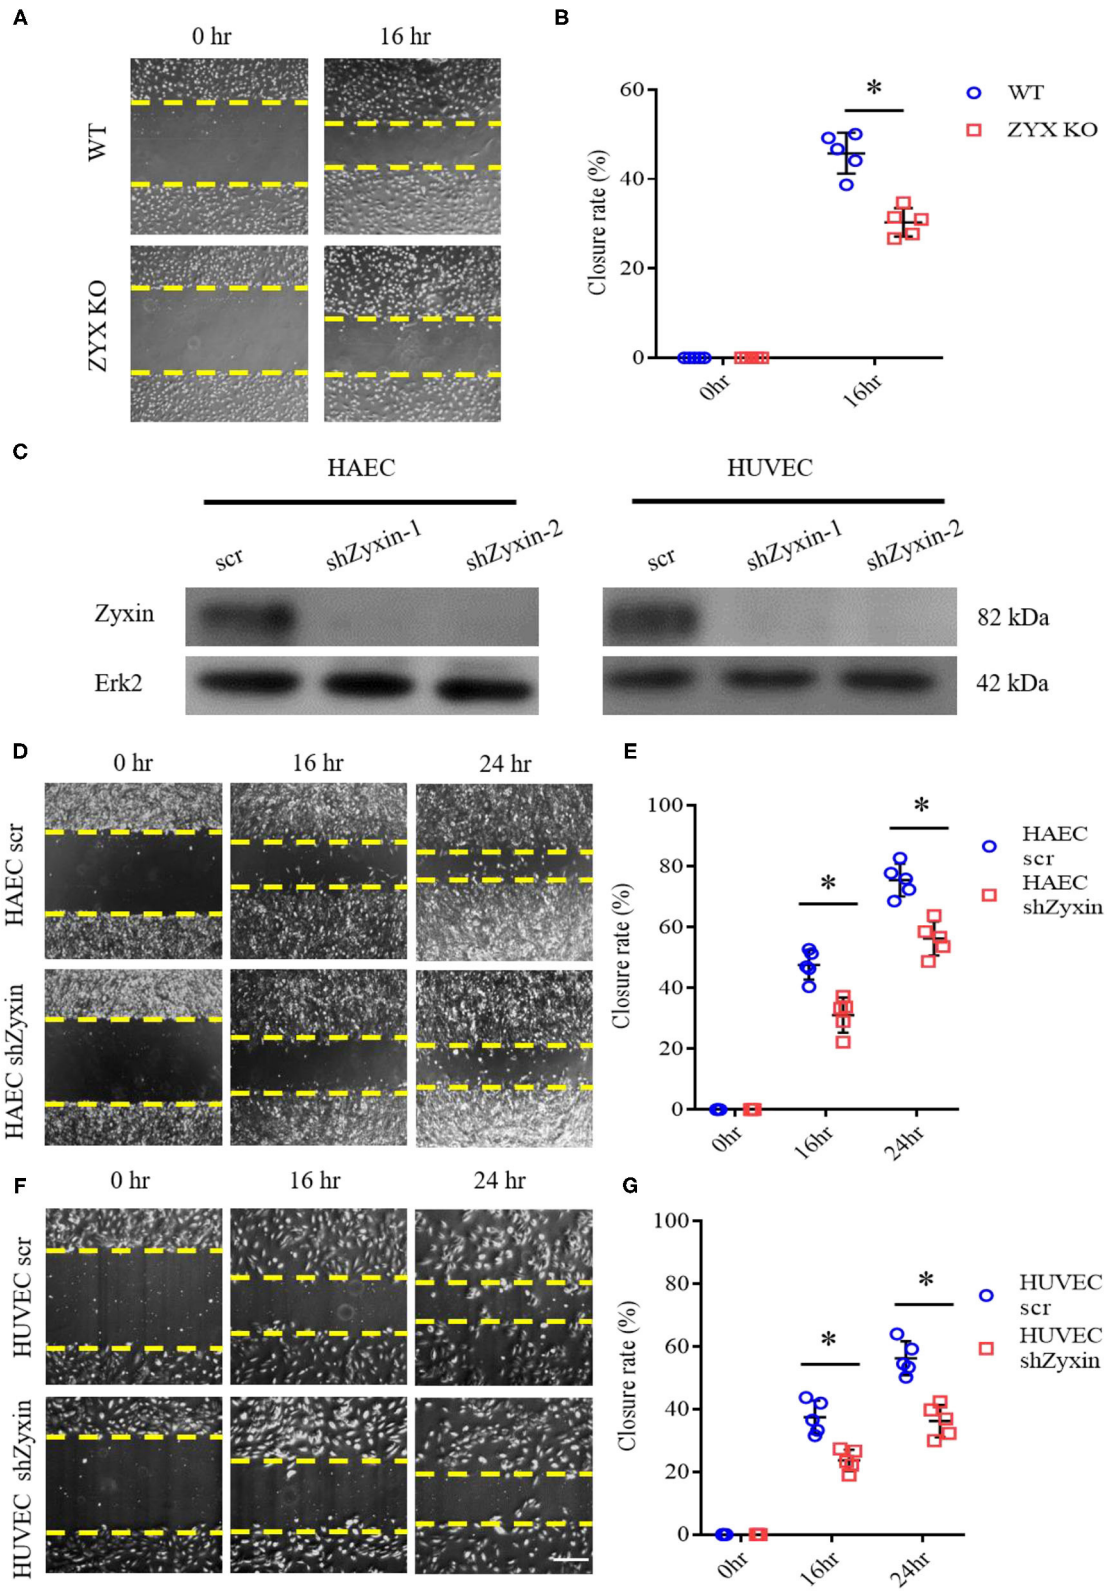 A
0 hr
16 hr
WT
ZYX KO
B
60
40
20
0
Closure rate (%)
*
0hr
16hr
WT
ZYX KO
C
HAEC
HUVEC
scr
shZyxin-1
shZyxin-2
scr
shZyxin-1
shZyxin-2
Zyxin
82 kDa
Erk2
42 kDa
D
0 hr
16 hr
24 hr
HAEC scr
HAEC shZyxin
E
100
80
60
40
20
0
Closure rate (%)
*
*
0hr
16hr
24hr
HAEC
scr
HAEC
shZyxin
F
0 hr
16 hr
24 hr
HUVEC scr
HUVEC shZyxin
G
100
80
60
40
20
0
Closure rate (%)
*
*
0hr
16hr
24hr
HUVEC
scr
HUVEC
shZyxin